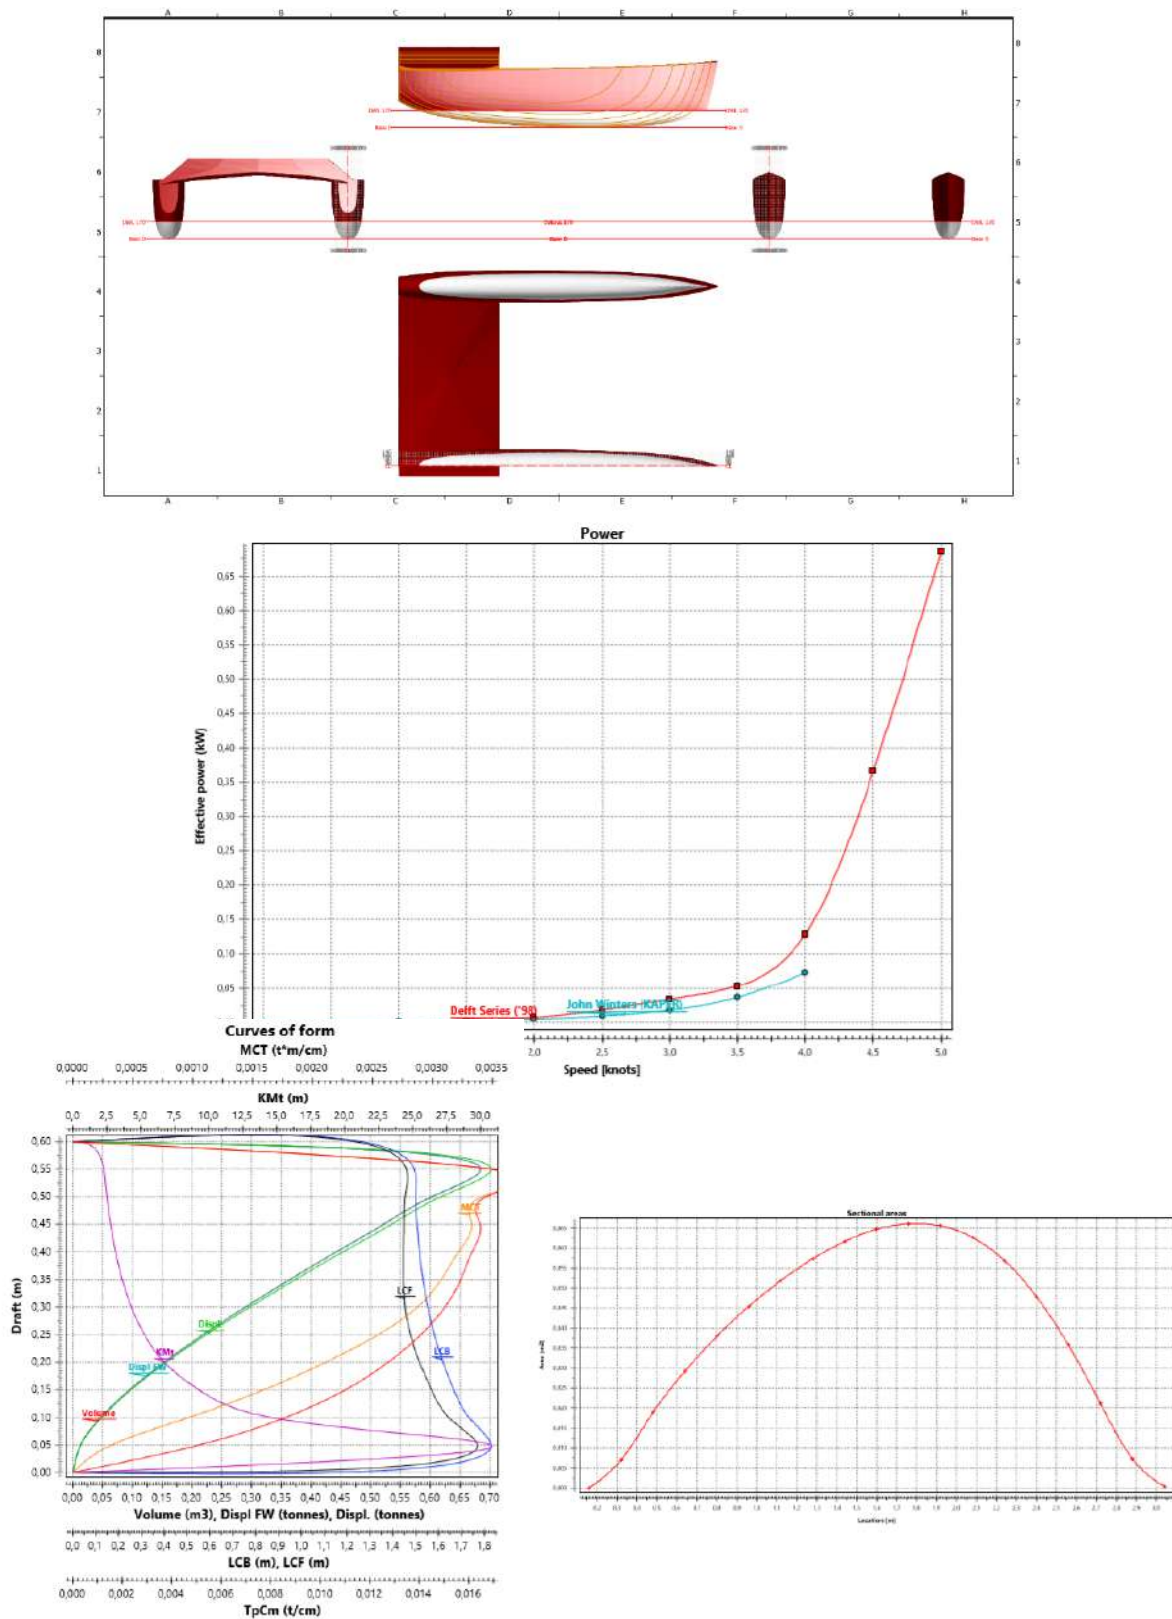 A B C D E F G H
8 8
7 7
6 6
5 5
4 4
3 3
2 2
1 1
A B C D E F G H
Power
Effective power (kW)
0,65
0,60
0,55
0,50
0,45
0,40
0,35
0,30
0,25
0,20
0,15
0,10
0,05
Delft Series ('98)
John Winters (KAPER)
2,0 2,5 3,0 3,5 4,0 4,5 5,0
Speed [knots]
Curves of form
MCT (t*m/cm)
0,0000 0,0005 0,0010 0,0015 0,0020 0,0025 0,0030 0,0035
KMt (m)
0,0 2,5 5,0 7,5 10,0 12,5 15,0 17,5 20,0 22,5 25,0 27,5 30,0
Draft (m)
0,60
0,55
0,50
0,45
0,40
0,35
0,30
0,25
0,20
0,15
0,10
0,05
0,00
MCT
LCF
Displ.
KMt
LCB
Displ FW
Volume
0,00 0,05 0,10 0,15 0,20 0,25 0,30 0,35 0,40 0,45 0,50 0,55 0,60 0,65 0,70
Volume (m3), Displ FW (tonnes), Displ. (tonnes)
0,0 0,1 0,2 0,3 0,4 0,5 0,6 0,7 0,8 0,9 1,0 1,1 1,2 1,3 1,4 1,5 1,6 1,7 1,8
LCB (m), LCF (m)
0,000 0,002 0,004 0,006 0,008 0,010 0,012 0,014 0,016
TpCm (t/cm)
Sectional areas
Area [m2]
Location [m]